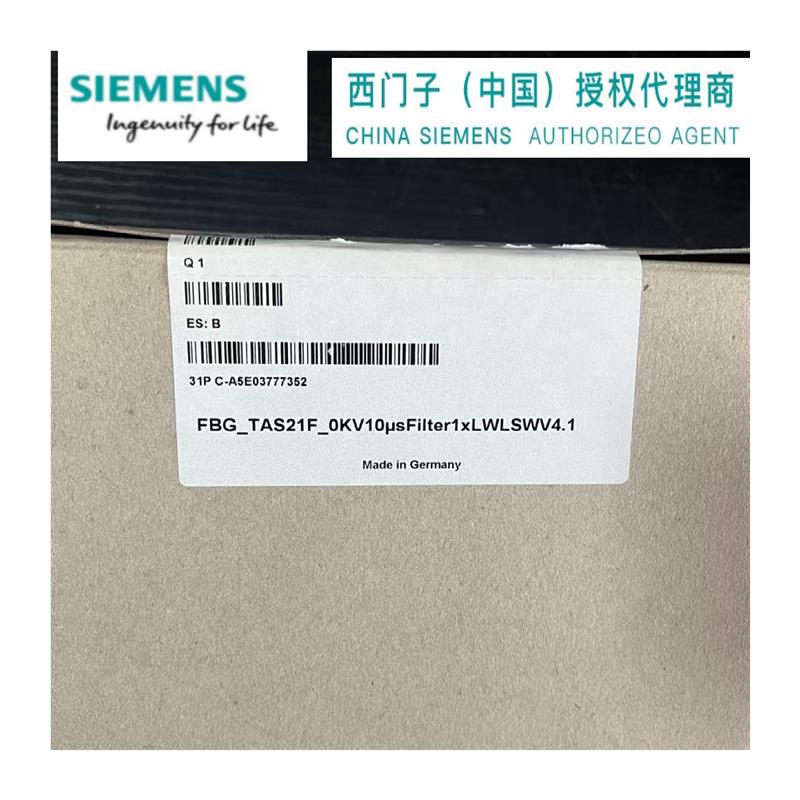 SIEMENS
Ingenuity for life
西门子（中国）授权代理商
CHINA SIEMENS AUTHORIZEO AGENT
Q 1
ES: B
31P C-A5E03777352
FBG_TAS21F_0KV10µsFilter1xLWLSWV4.1
Made in Germany